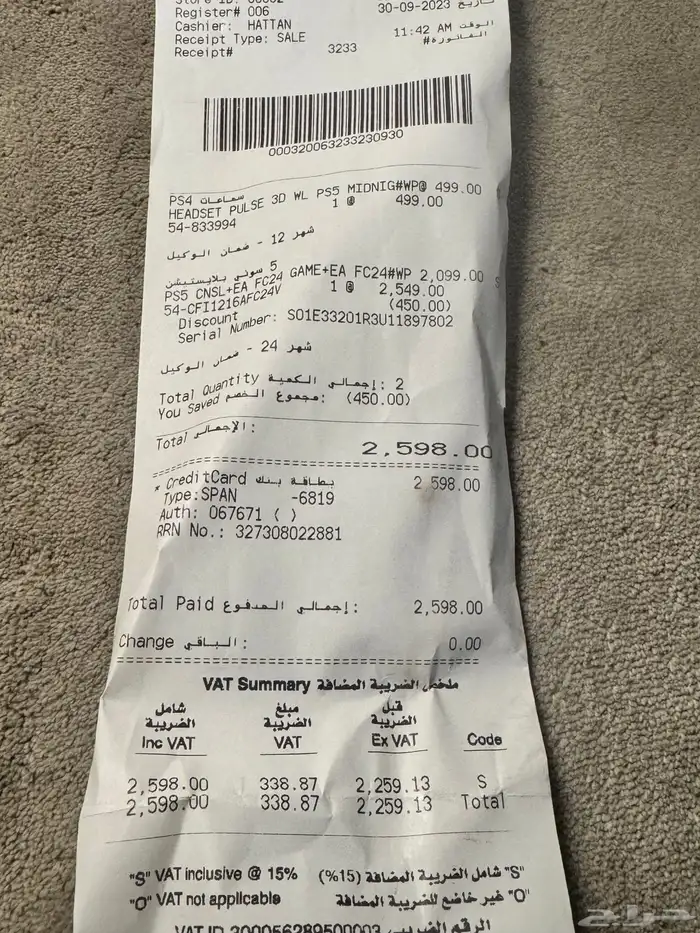 Register# 006
30-09-2023 تاريخ
Cashier: HATTAN
11:42 AM الوقت
Receipt Type: SALE
الفاتورة#
Receipt# 3233
000320063233230930
PS4 سماعات
HEADSET PULSE 3D WL PS5 MIDNIG#WP@ 499.00
54-833994 1 @ 499.00
شهر 12 - ضمان الوكيل
5 سوني بلايستيشن
PS5 CNSL+EA FC24 GAME+EA FC24#WP 2,099.00 S
54-CFI1216AFC24V 1 @ 2,549.00
Discount (450.00)
Serial Number: S01E33201R3U11897802
شهر 24 - ضمان الوكيل
Total Quantity إجمالي الكمية: 2
You Saved مجموع الخصم: (450.00)
Total الإجمالي:
2,598.00
* CreditCard بطاقة بنك 2,598.00
Type:SPAN -6819
Auth: 067671 ( )
RRN No.: 327308022881
Total Paid إجمالي المدفوع: 2,598.00
Change الباقي: 0.00
VAT Summary ملخص الضريبة المضافة
شامل الضريبة مبلغ الضريبة قبل الضريبة
Inc VAT VAT Ex VAT Code
2,598.00 338.87 2,259.13 S
2,598.00 338.87 2,259.13 Total
"S" VAT inclusive @ 15% (%15) شامل الضريبة المضافة "S"
"O" VAT not applicable غير خاضع للضريبة المضافة "O"
VAT ID 300056289500003 الرقم الضريبي
حراج